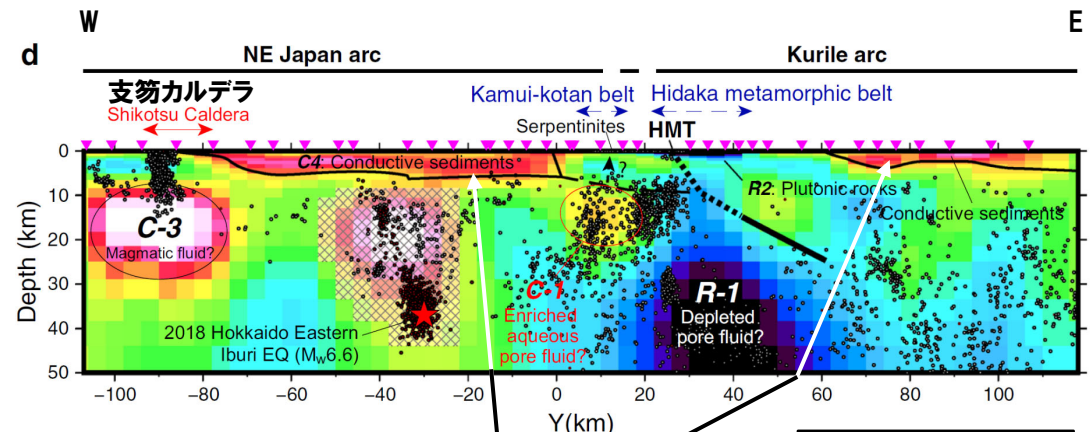 W
E
d
NE Japan arc
Kurile arc
支笏カルデラ
Shikotsu Caldera
Kamui-kotan belt
Hidaka metamorphic belt
Serpentinites
HMT
C4: Conductive sediments
?
R2: Plutonic rocks
Conductive sediments
C-3
Magmatic fluid?
C-1
Enriched
aqueous
pore fluid?
R-1
Depleted
pore fluid?
2018 Hokkaido Eastern
Iburi EQ (Mw6.6)
Depth (km)
0
10
20
30
40
50
−100 −80 −60 −40 −20 0 20 40 60 80 100
Y(km)